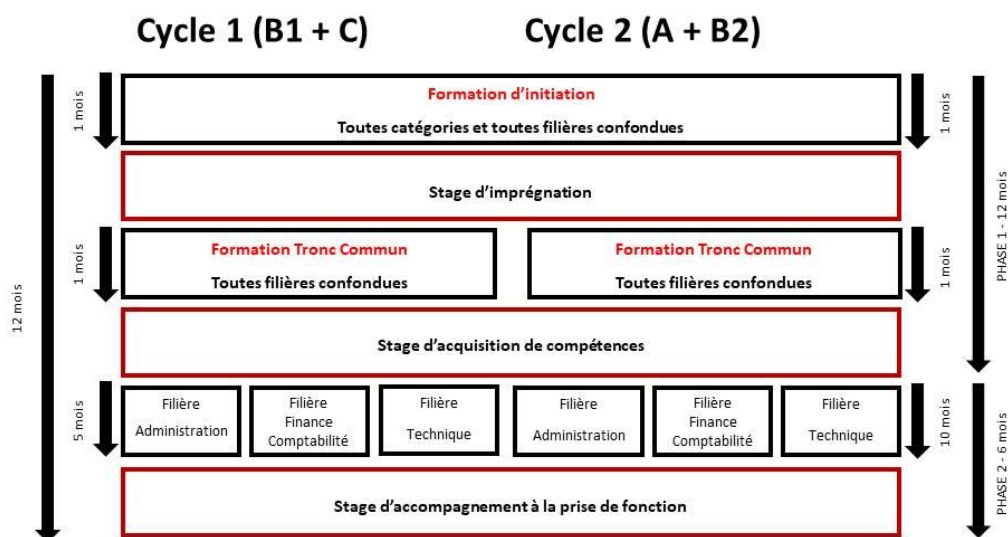 Cycle 1 (B1 + C)
Cycle 2 (A + B2)
1 mois
Formation d'initiation
Toutes catégories et toutes filières confondues
1 mois
Stage d'imprégnation
PHASE 1 - 12 mois
12 mois
1 mois
Formation Tronc Commun
Toutes filières confondues
Formation Tronc Commun
Toutes filières confondues
1 mois
Stage d'acquisition de compétences
5 mois
Filière
Administration
Filière
Finance
Comptabilité
Filière
Technique
Filière
Administration
Filière
Finance
Comptabilité
Filière
Technique
10 mois
PHASE 2 - 6 mois
Stage d'accompagnement à la prise de fonction